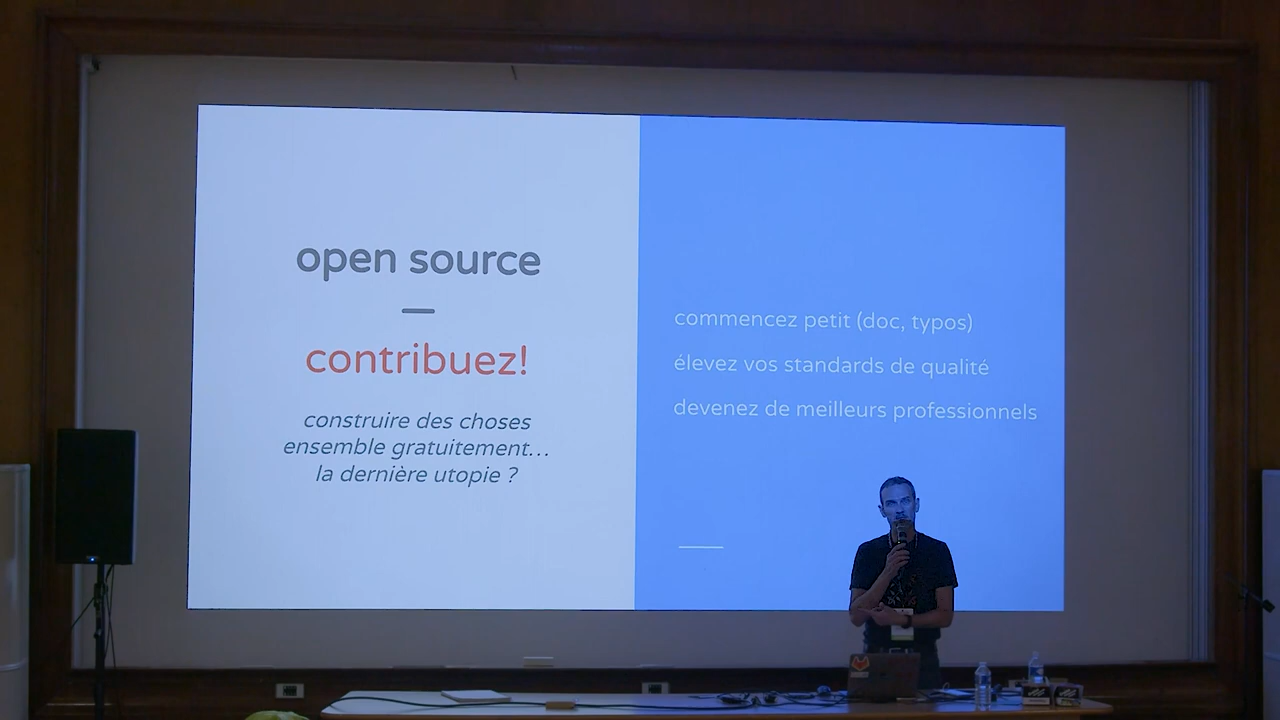 open source
—
contribuez!
construire des choses
ensemble gratuitement…
la dernière utopie ?
commencez petit (doc, typos)
élevez vos standards de qualité
devenez de meilleurs professionnels